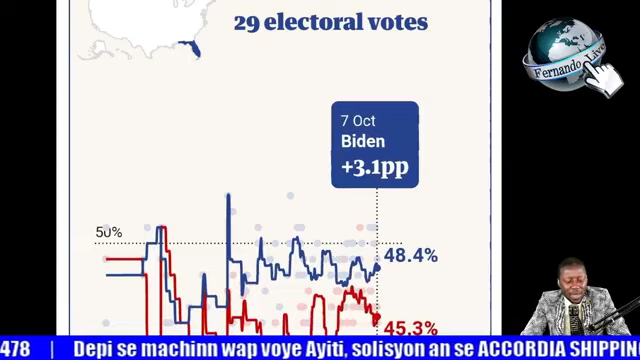 29 electoral votes
Fernando Live
7 Oct
Biden
+3.1pp
50%
48.4%
45.3%
478 | Depi se machinn wap voye Ayiti, solisyon an se ACCORDIA SHIPPIN